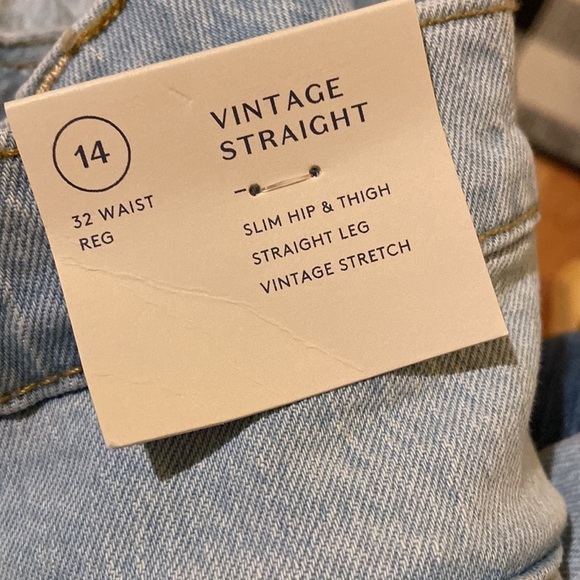 14
32 WAIST
REG
VINTAGE
STRAIGHT
SLIM HIP & THIGH
STRAIGHT LEG
VINTAGE STRETCH